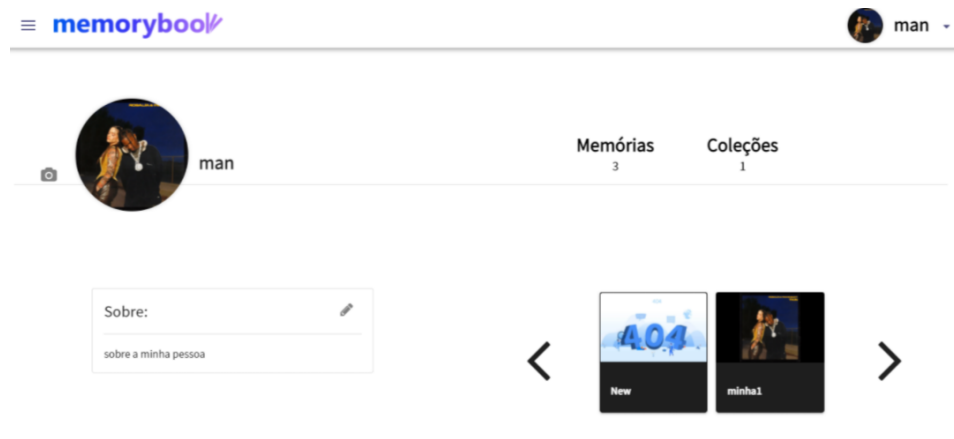 memorybook
man
man
Memórias
3
Coleções
1
Sobre:
sobre a minha pessoa
404
New
minha1